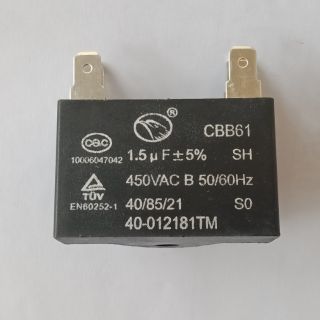 ® CBB61
CQC
10006047042 1.5μF±5% SH
450VAC B 50/60Hz
TÜV
EN60252-1 40/85/21 S0
40-012181TM